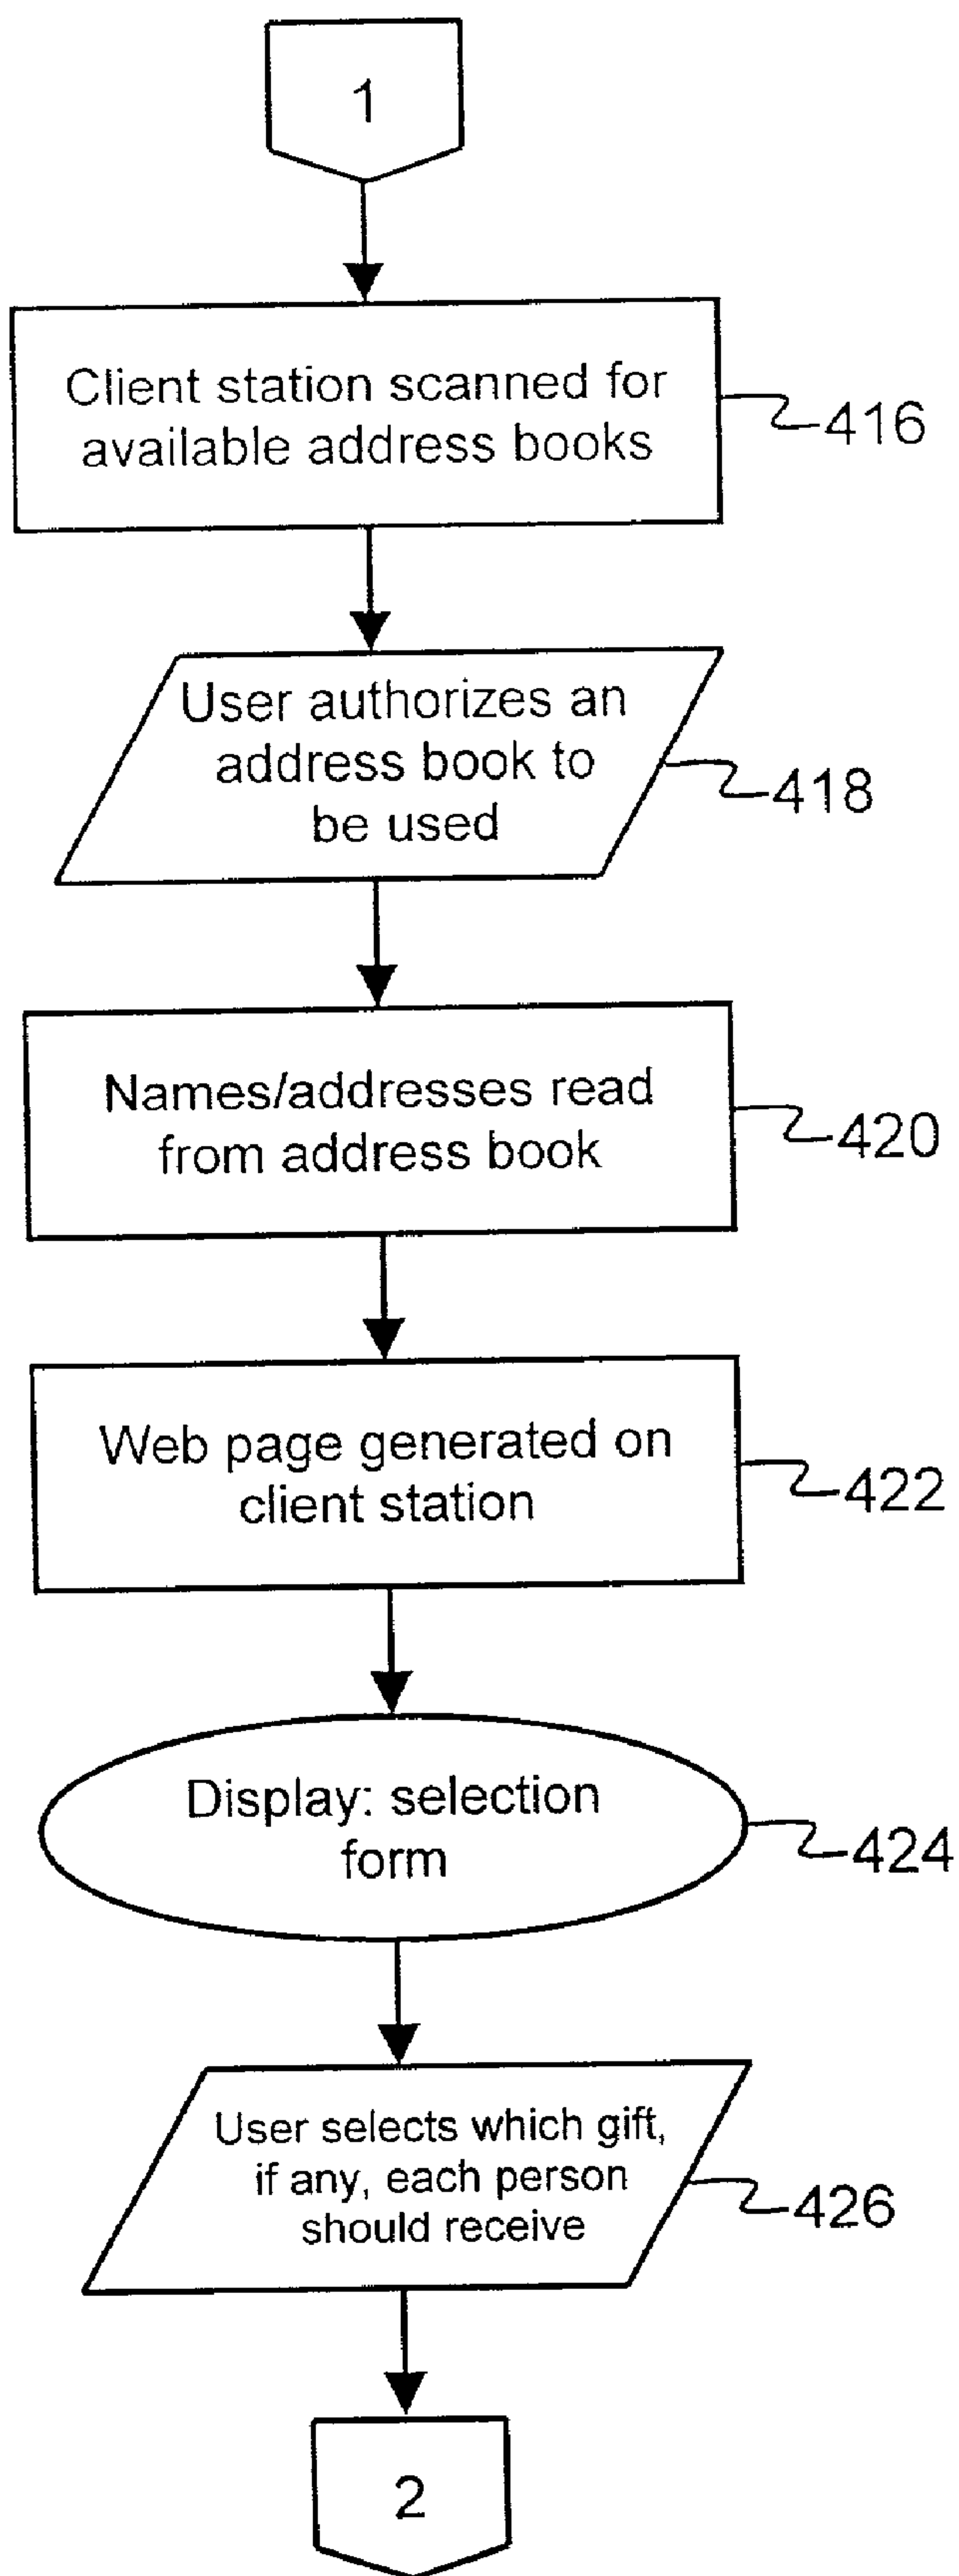 1
Client station scanned for
available address books
416
User authorizes an
address book to
be used
418
Names/addresses read
from address book
420
Web page generated on
client station
422
Display: selection
form
424
User selects which gift,
if any, each person
should receive
426
2